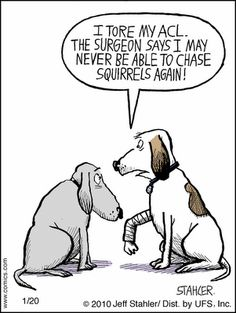 I TORE MY ACL.
THE SURGEON SAYS I MAY
NEVER BE ABLE TO CHASE
SQUIRRELS AGAIN!
www.comics.com
1/20
STAHLER
© 2010 Jeff Stahler/ Dist. by UFS. Inc.